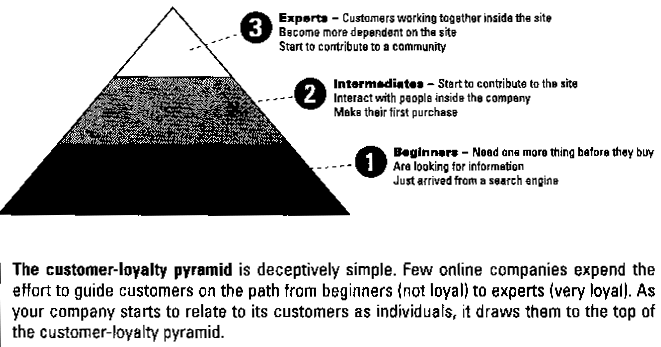 3 Experts – Customers working together inside the site
Become more dependent on the site
Start to contribute to a community
2 Intermediates – Start to contribute to the site
Interact with people inside the company
Make their first purchase
1 Beginners – Need one more thing before they buy
Are looking for information
Just arrived from a search engine
The customer-loyalty pyramid is deceptively simple. Few online companies expend the
effort to guide customers on the path from beginners (not loyal) to experts (very loyal). As
your company starts to relate to its customers as individuals, it draws them to the top of
the customer-loyalty pyramid.